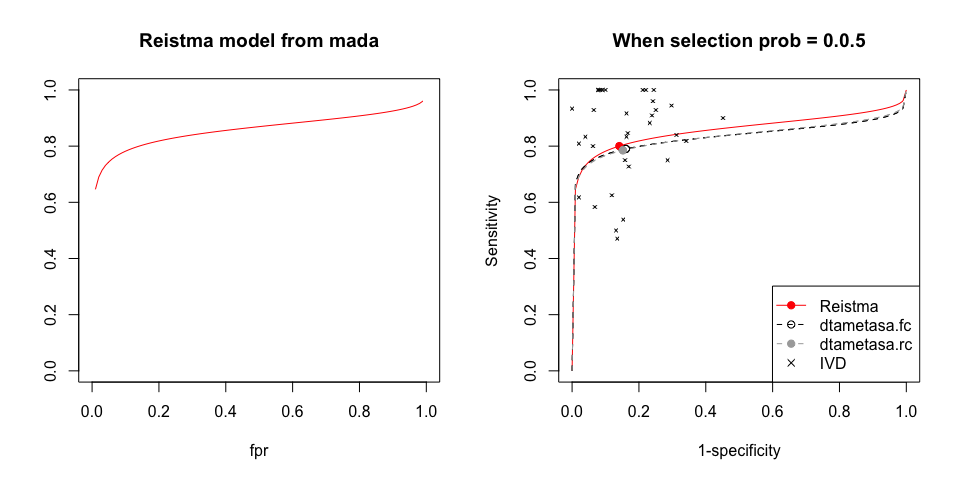 Reistma model from mada
1.0
0.8
0.6
0.4
0.2
0.0
0.0 0.2 0.4 0.6 0.8 1.0
fpr
When selection prob = 0.0.5
Sensitivity
1.0
0.8
0.6
0.4
0.2
0.0
Reistma
dtametasa.fc
dtametasa.rc
IVD
0.0 0.2 0.4 0.6 0.8 1.0
1-specificity